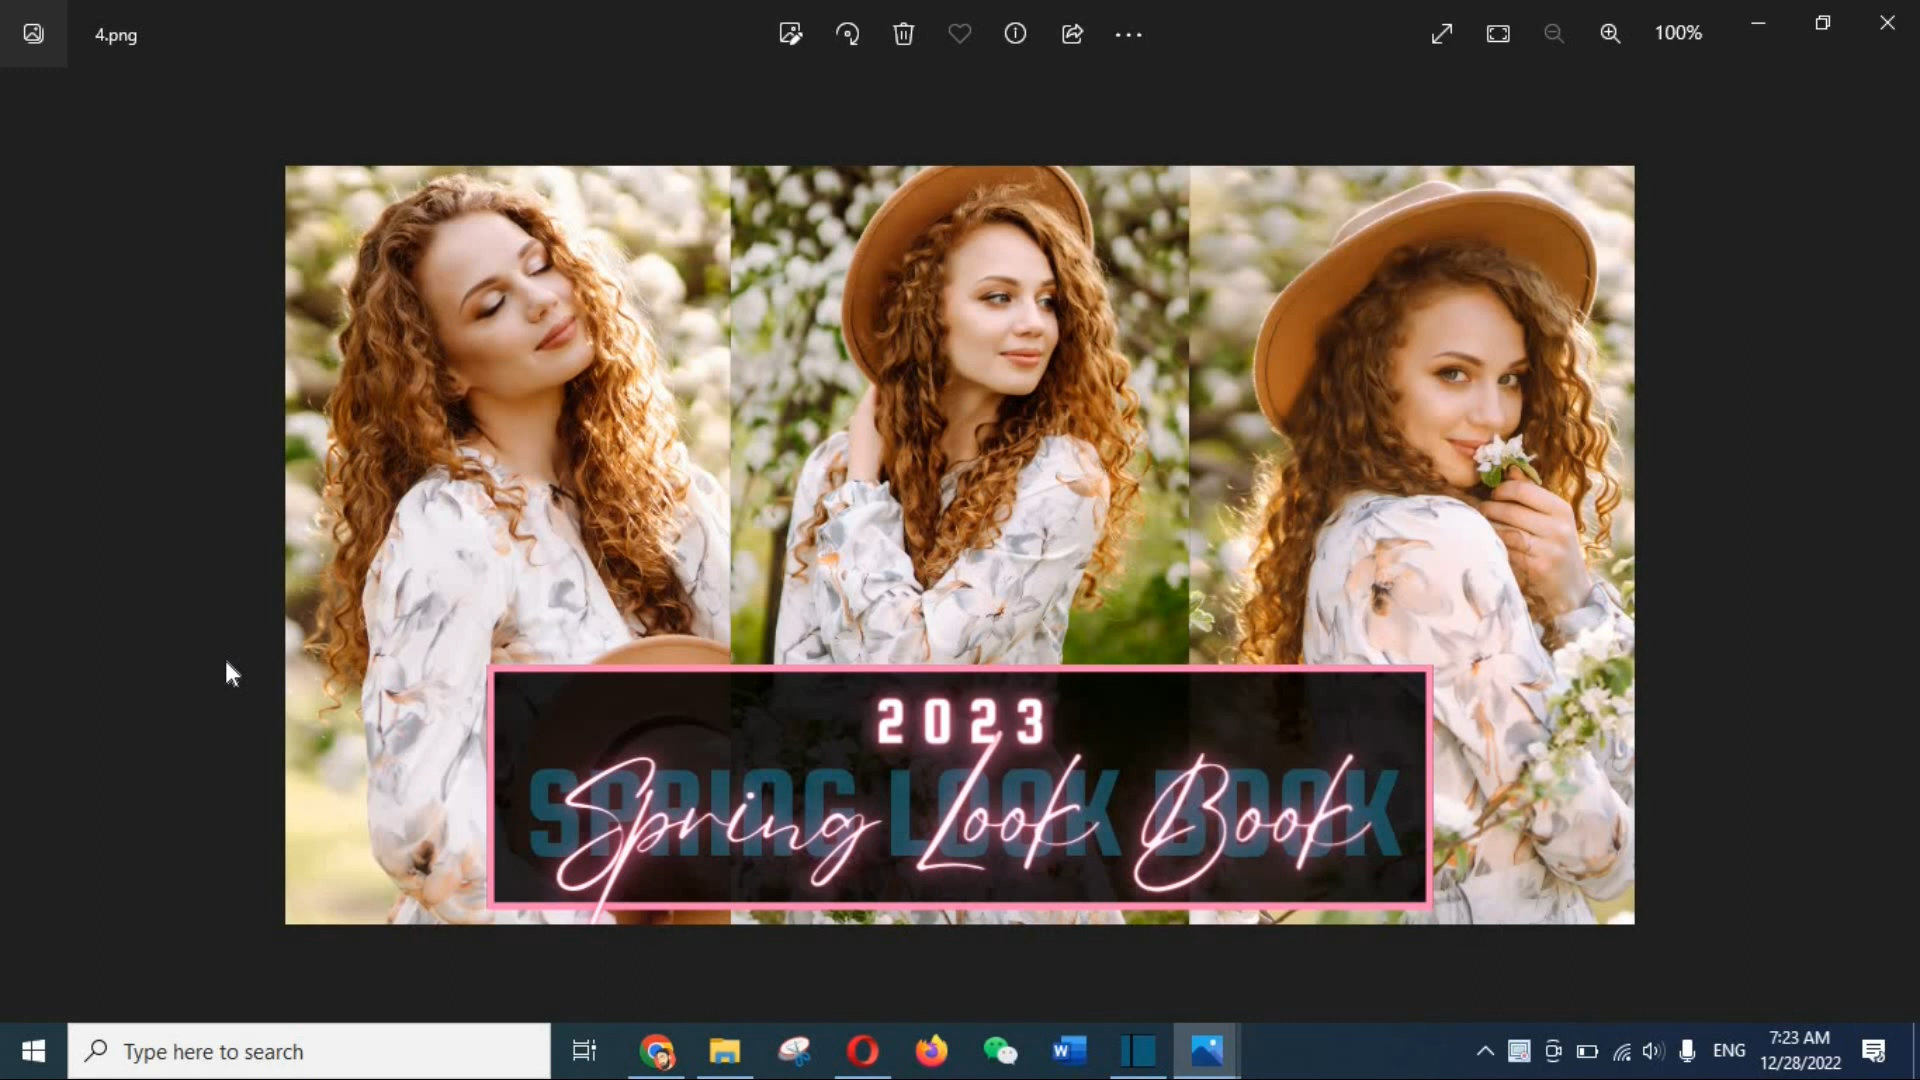 4.png
100%
2023
SPRING LOOK BOOK
Spring Look Book
Type here to search
ENG
7:23 AM
12/28/2022